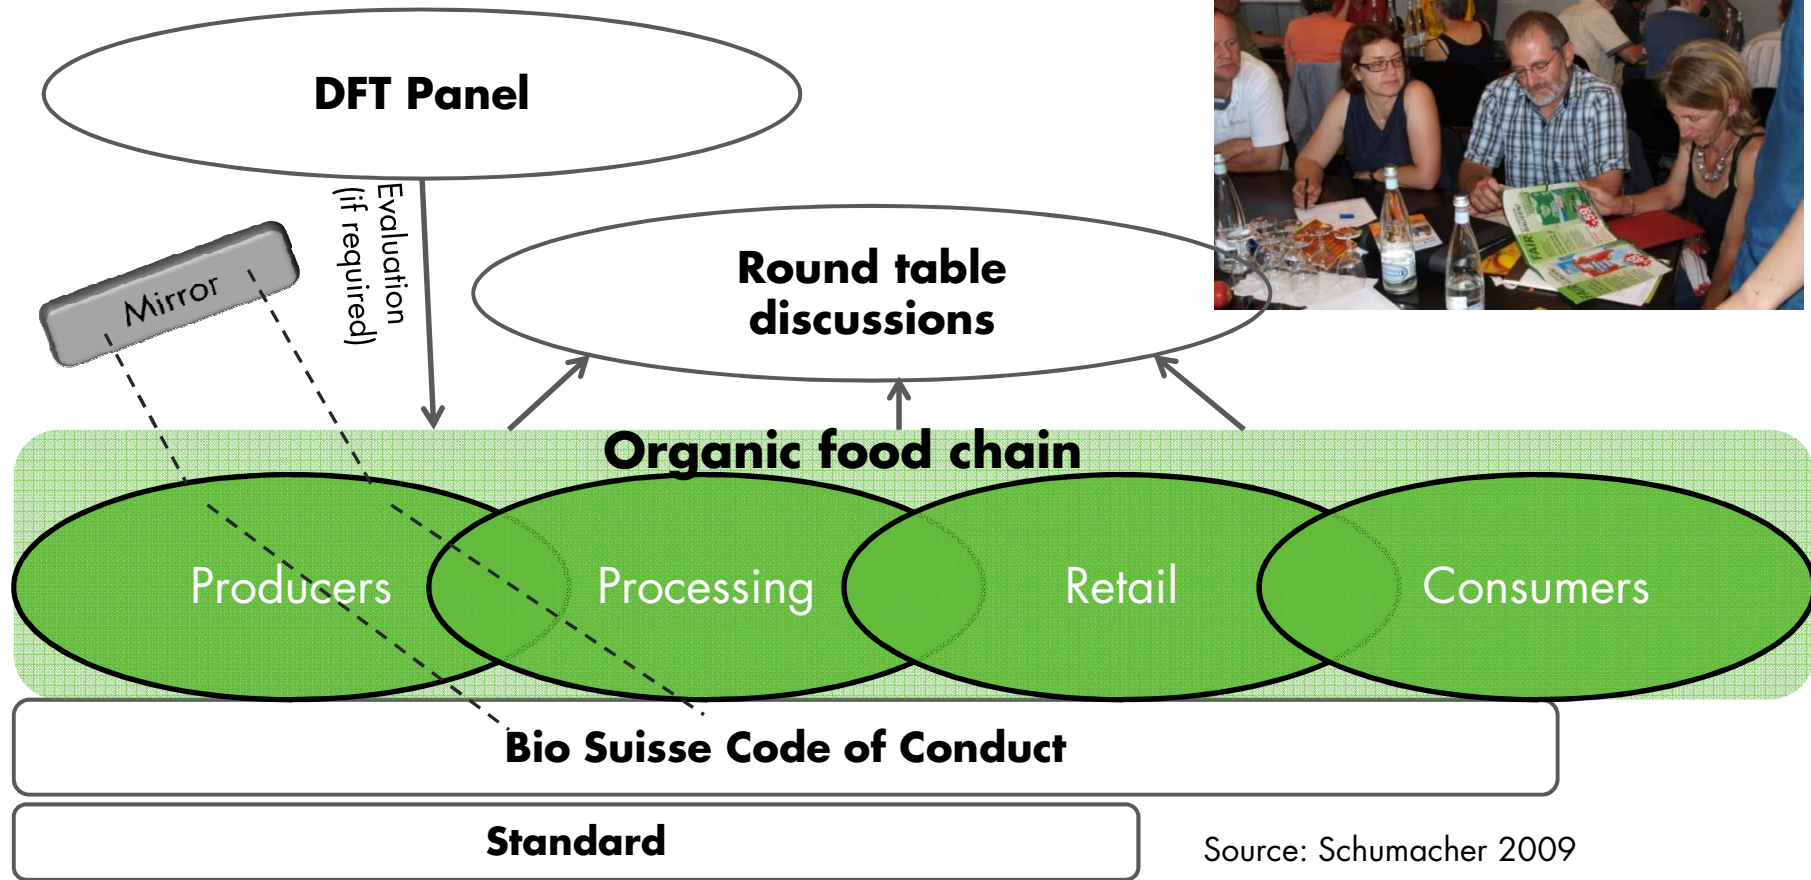 DFT Panel
Evaluation
(if required)
Mirror
Round table
discussions
Organic food chain
Producers
Processing
Retail
Consumers
Bio Suisse Code of Conduct
Standard
Source: Schumacher 2009
FAIR